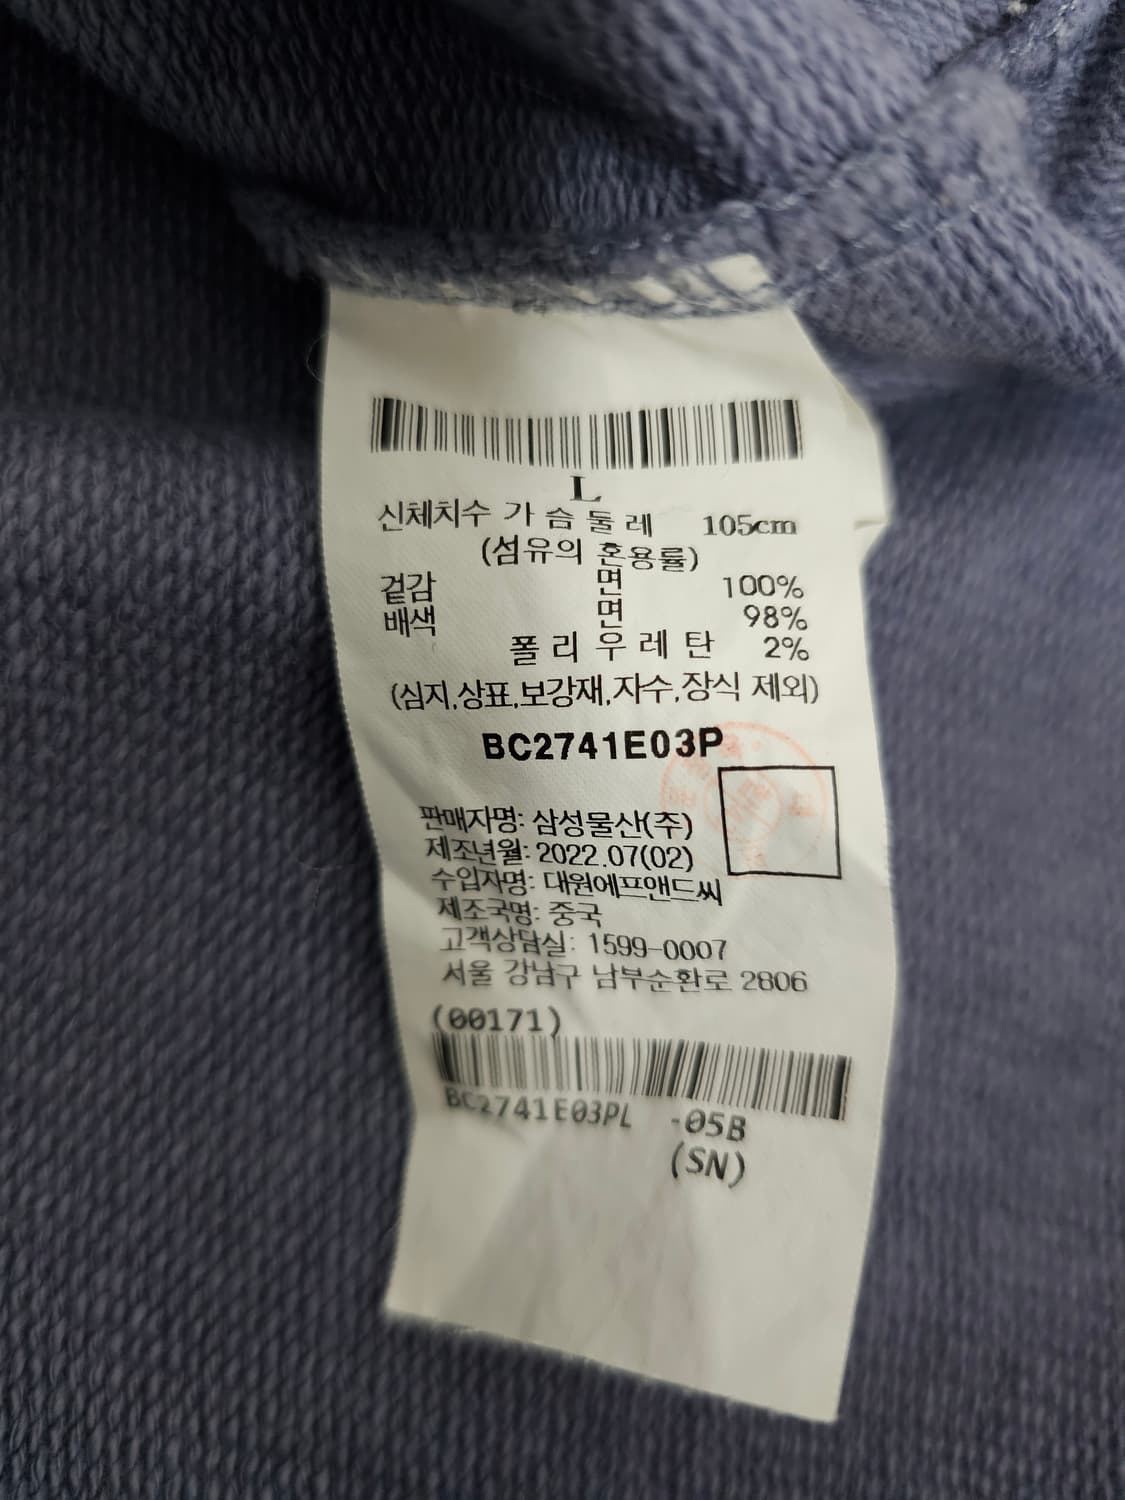 L
신체치수 가슴둘레 105cm
(섬유의 혼용률)
겉감 면 100%
배색 면 98%
폴리우레탄 2%
(심지,상표,보강재,자수,장식 제외)
BC2741E03P
판매자명: 삼성물산(주)
제조년월: 2022.07(02)
수입자명: 대원에프앤드씨
제조국명: 중국
고객상담실: 1599-0007
서울 강남구 남부순환로 2806
(00171)
BC2741E03PL -05B
(SN)